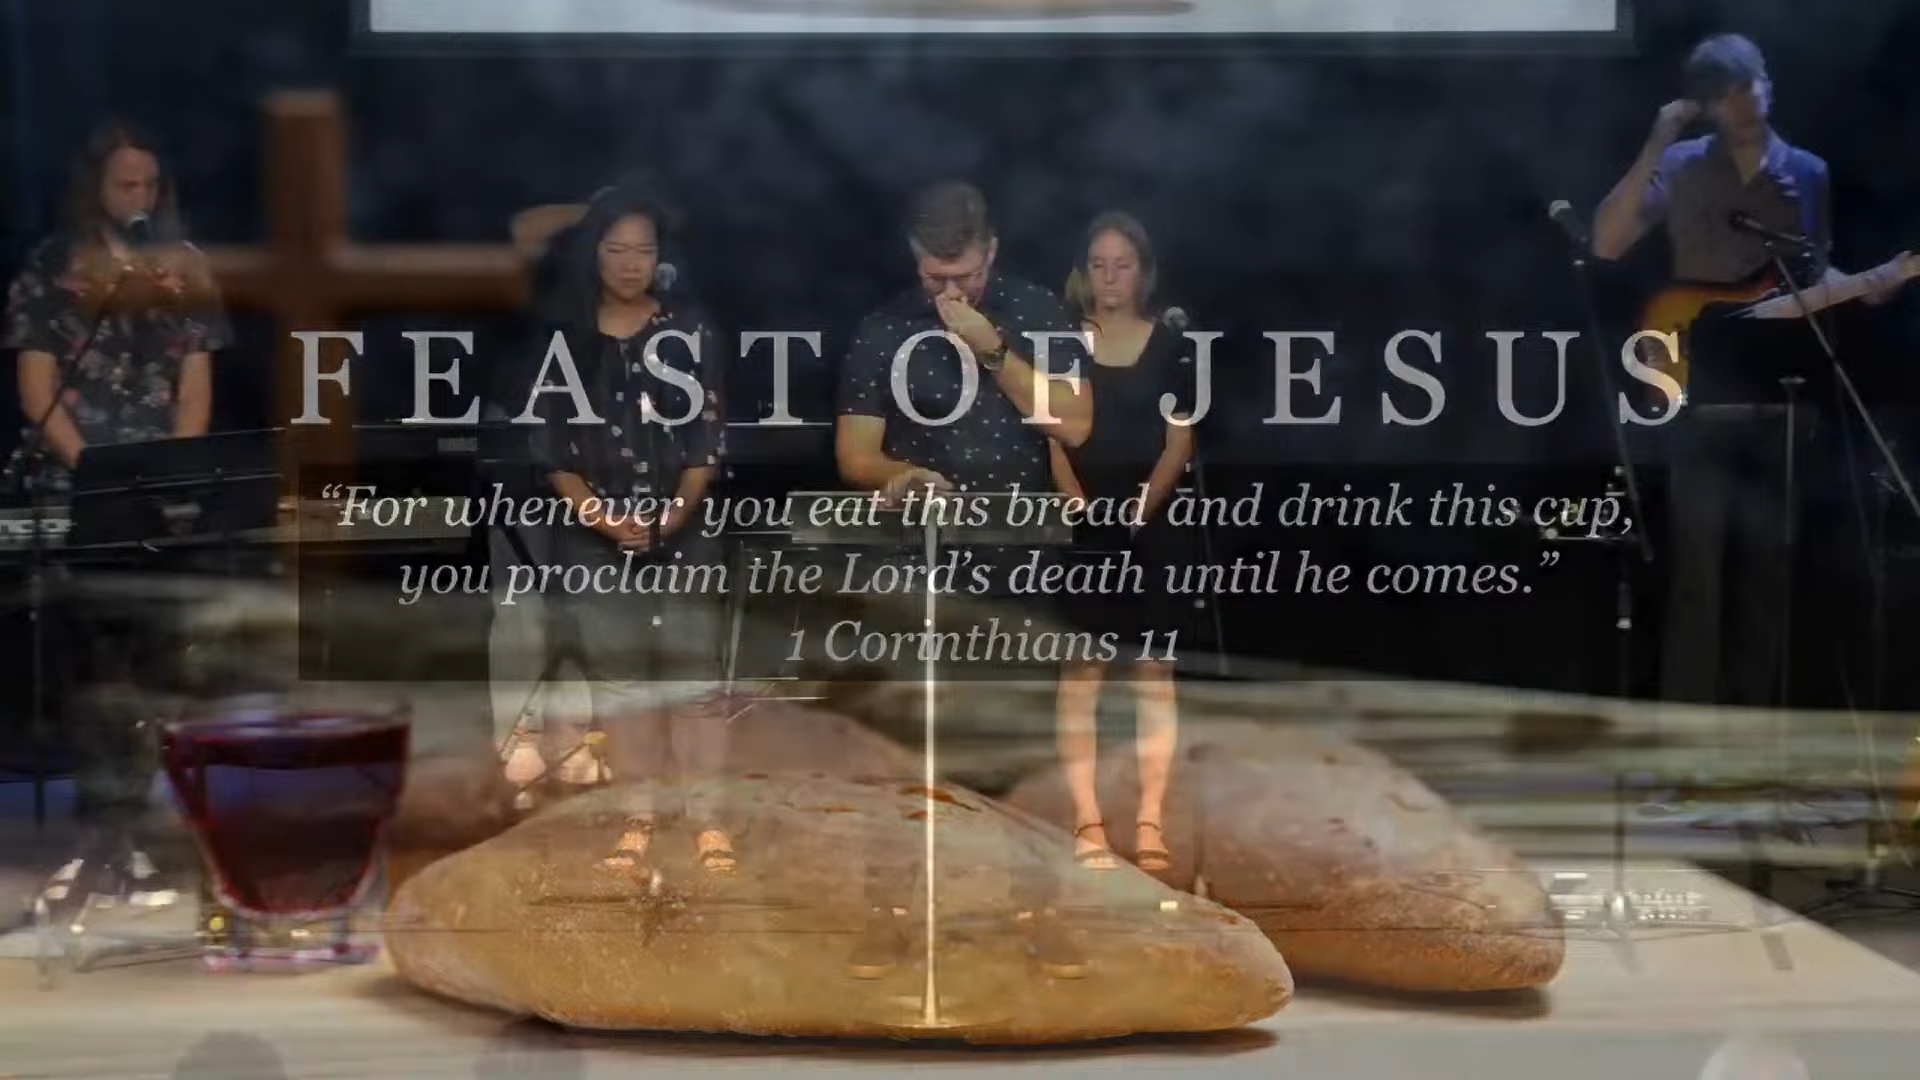 FEAST OF JESUS
“For whenever you eat this bread and drink this cup,
you proclaim the Lord’s death until he comes.”
1 Corinthians 11